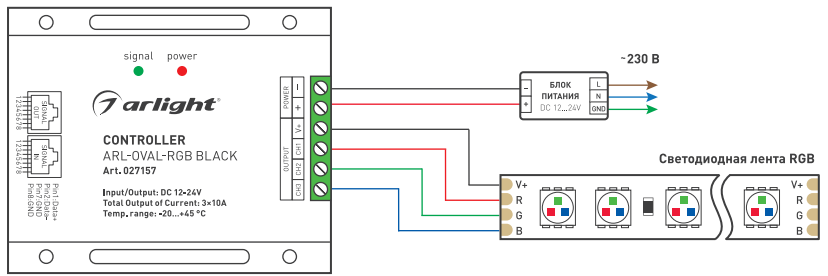 signal power
arlight
CONTROLLER
ARL-OVAL-RGB BLACK
Art. 027157
Input/Output: DC 12-24V
Total Output of Current: 3×10A
Temp. range: -20...+45 °C
12345678
SIGNAL OUT
12345678
SIGNAL IN
Pin1:Data+
Pin2:Data-
Pin7:GND
Pin8:GND
POWER
−
+
OUTPUT
V+
CH1
CH2
CH3
~230 В
БЛОК
ПИТАНИЯ
DC 12...24V
−
+
L
N
GND
Светодиодная лента RGB
V+
R
G
B
V+
R
G
B